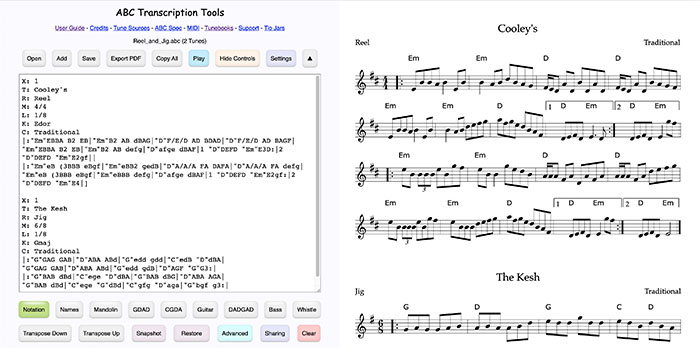 ABC Transcription Tools
User Guide - Credits - Tune Sources - ABC Spec - MIDI - Tunebooks - Support - Tip Jars
Reel_and_Jig.abc (2 Tunes)
Open Add Save Export PDF Copy All Play Hide Controls Settings ▲
X: 1
T: Cooley's
R: Reel
M: 4/4
L: 1/8
K: Edor
C: Traditional
|:"Em"EBBA B2 EB|"Em"B2 AB dBAG|"D"F/E/D AD BDAD|"D"F/E/D AD BAGF|
"Em"EBBA B2 EB|"Em"B2 AB defg|"D"afge dBAF|1 "D"DEFD "Em"E3D:|2
"D"DEFD "Em"E2gf||
|:"Em"eB (3BBB eBgf|"Em"eBB2 gedB|"D"A/A/A FA DAFA|"D"A/A/A FA defg|
"Em"eB (3BBB eBgf|"Em"eBBB defg|"D"afge dBAF|1 "D"DEFD "Em"E2gf:|2
"D"DEFD "Em"E4|]
X: 1
T: The Kesh
R: Jig
M: 6/8
L: 1/8
K: Gmaj
C: Traditional
|:"G"GAG GAB|"D"ABA ABd|"G"edd gdd|"C"edB "D"dBA|
"G"GAG GAB|"D"ABA ABd|"G"edd gdB|"D"AGF "G"G3:|
|:"G"BAB dBd|"C"ege "D"dBA|"G"BAB dBG|"D"ABA AGA|
"G"BAB dBd|"C"ege "G"dBd|"C"gfg "D"aga|"G"bgf g3:|
Notation Names Mandolin GDAD CGDA Guitar DADGAD Bass Whistle
Transpose Down Transpose Up Snapshot Restore Advanced Sharing Clear
Cooley's
Reel Traditional
Em Em D D
Em Em D 1 D Em 2 D Em
Em Em D D
Em Em D 1 D Em 2 D Em
The Kesh
Jig Traditional
G D G C D